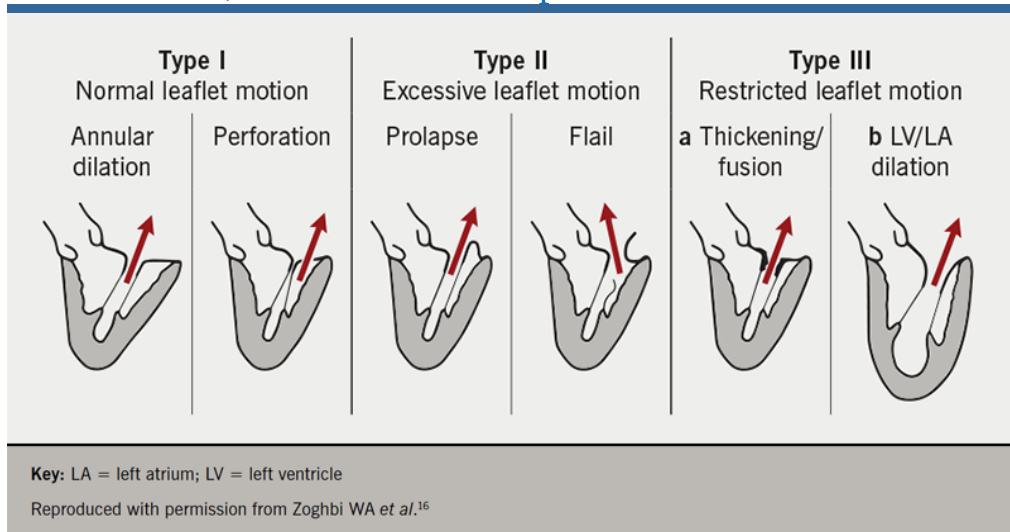 Type I
Normal leaflet motion
Annular
dilation
Perforation
Type II
Excessive leaflet motion
Prolapse
Flail
Type III
Restricted leaflet motion
a Thickening/
fusion
b LV/LA
dilation
Key: LA = left atrium; LV = left ventricle
Reproduced with permission from Zoghbi WA et al.¹⁶